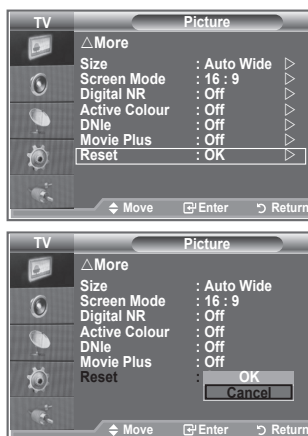 TV Picture
△More
Size : Auto Wide ▷
Screen Mode : 16 : 9
Digital NR : Off ▷
Active Colour : Off ▷
DNIe : Off ▷
Movie Plus : Off ▷
Reset : OK ▷
Move Enter Return
TV Picture
△More
Size : Auto Wide
Screen Mode : 16 : 9
Digital NR : Off
Active Colour : Off
DNIe : Off
Movie Plus : Off
Reset : OK
Cancel
Move Enter Return